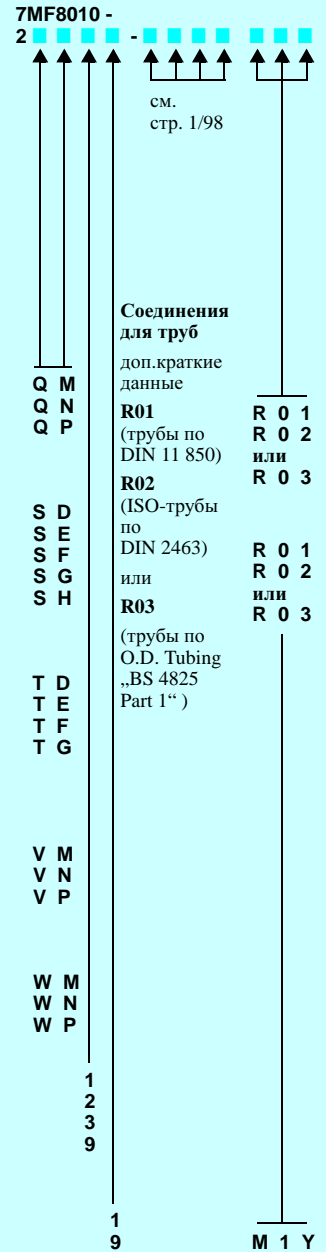 7MF8010 -
2 -
см.
стр. 1/98
Соединения
для труб
доп.краткие
данные
R01
(трубы по
DIN 11 850)
R02
(ISO-трубы
по
DIN 2463)
или
R03
(трубы по
O.D. Tubing
„BS 4825
Part 1“ )
Q M
Q N
Q P
S D
S E
S F
S G
S H
T D
T E
T F
T G
V M
V N
V P
W M
W N
W P
1
2
3
9
1
9
R 0 1
R 0 2
или
R 0 3
R 0 1
R 0 2
или
R 0 3
M 1 Y